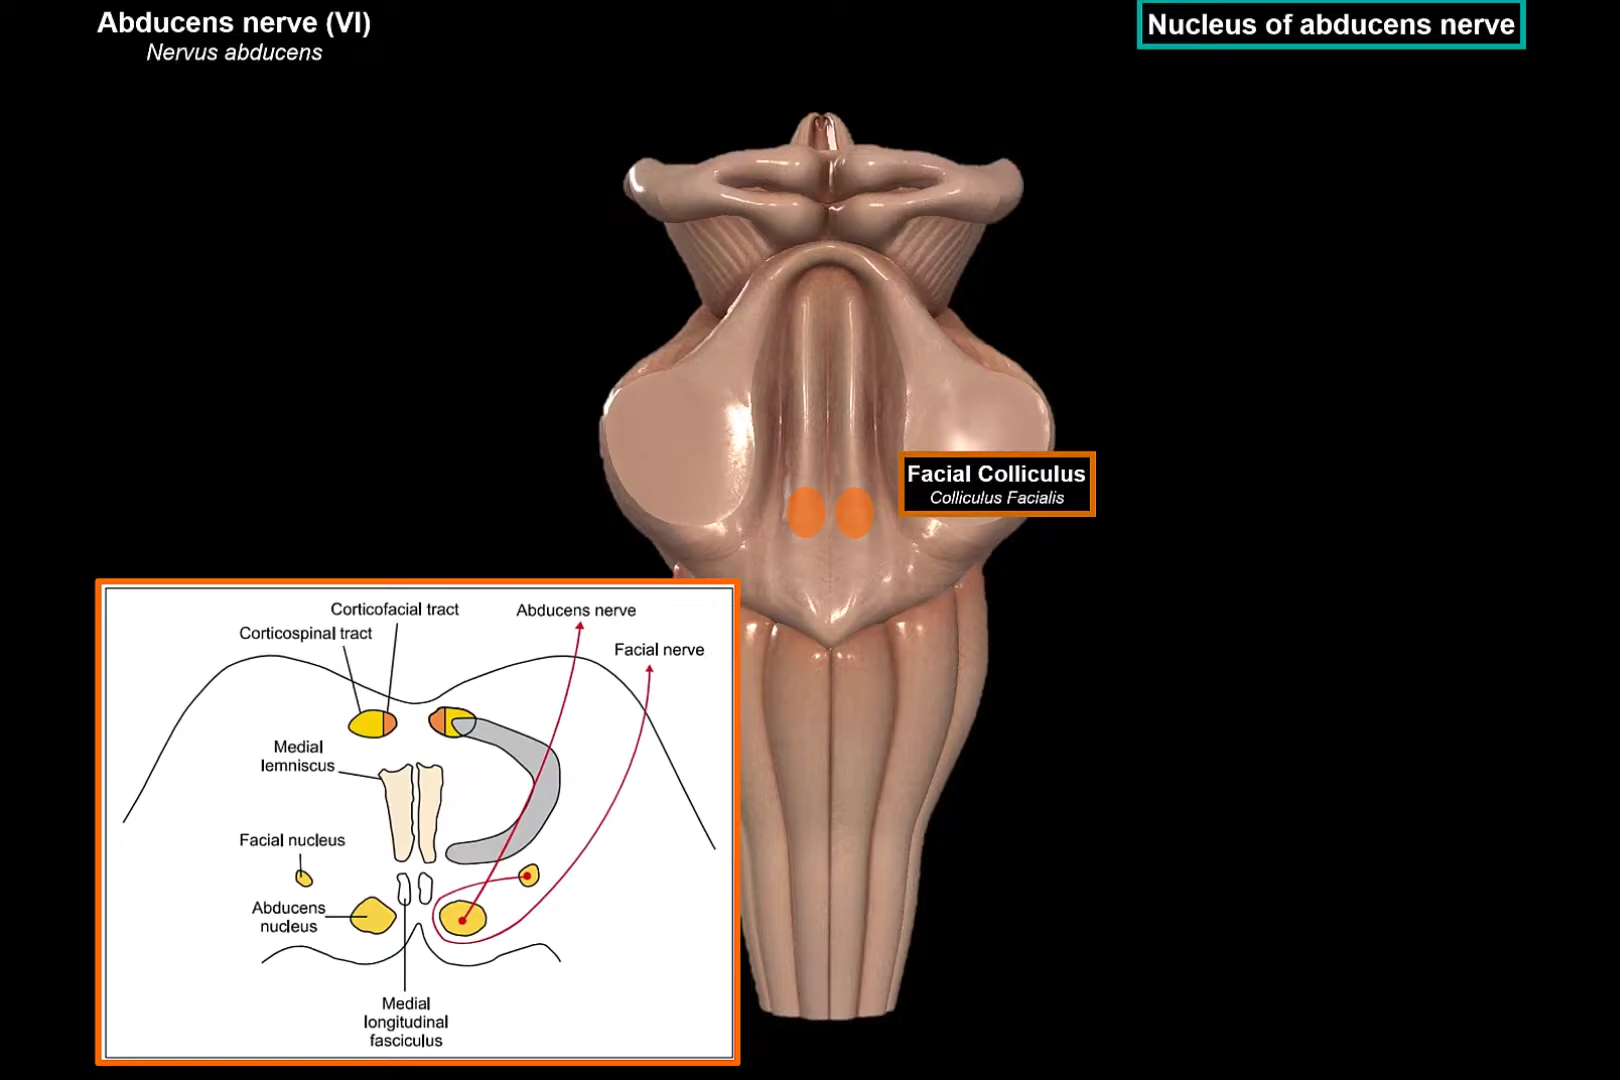 Abducens nerve (VI)
Nervus abducens
Nucleus of abducens nerve
Facial Colliculus
Colliculus Facialis
Corticofacial tract
Corticospinal tract
Abducens nerve
Facial nerve
Medial
lemniscus
Facial nucleus
Abducens
nucleus
Medial
longitudinal
fasciculus